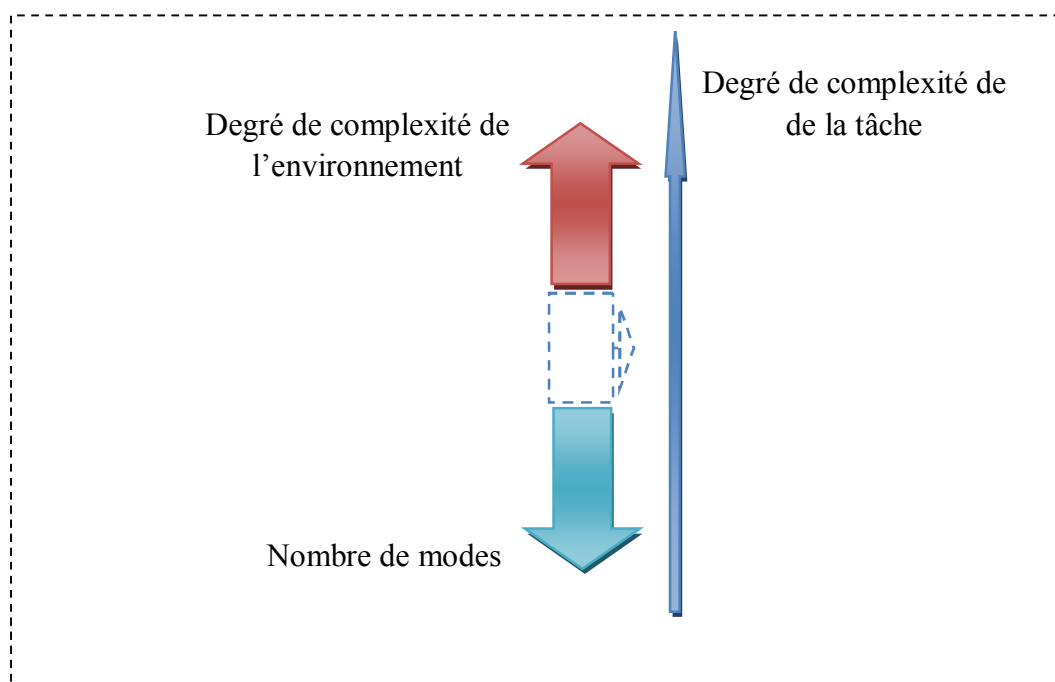 Degré de complexité de
l’environnement
Degré de complexité de
de la tâche
Nombre de modes